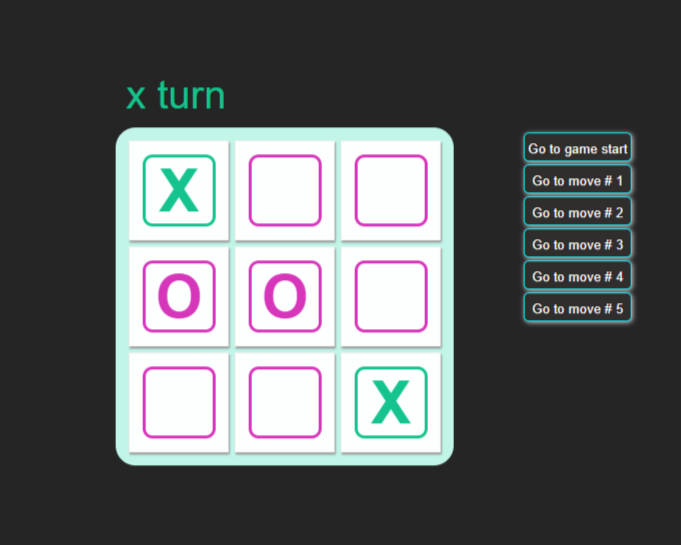 x turn
X
O O
X
Go to game start
Go to move # 1
Go to move # 2
Go to move # 3
Go to move # 4
Go to move # 5